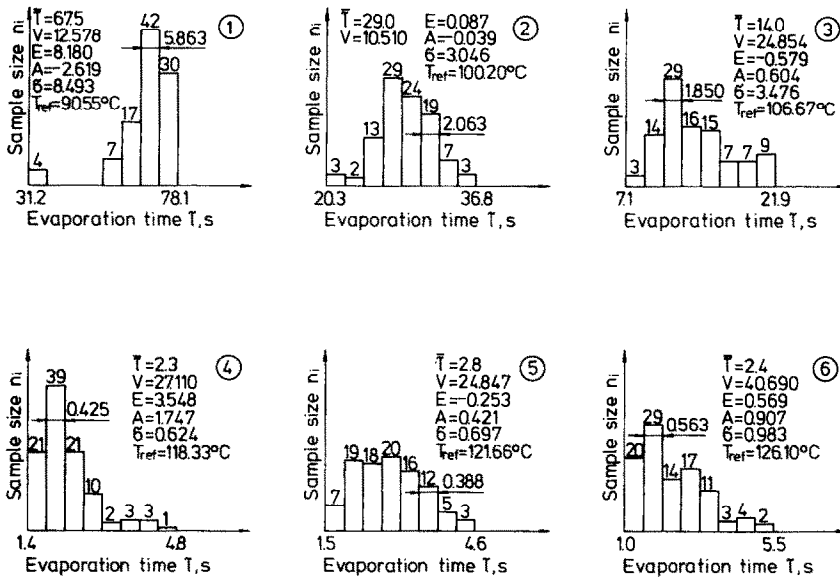 Sample size nᵢ
T̅=67.5
V=12.578
E=8.180
A=-2.619
б=8.493
Tref=90.55°C
①
42
5.863
30
17
7
4
31.2 78.1
Evaporation time T,s
Sample size nᵢ
T̅=29.0
V=10.510
E=0.087
A=-0.039
б=3.046
Tref=100.20°C
②
29
24
19
13
2.063
7
3 2 3
20.3 36.8
Evaporation time T,s
Sample size nᵢ
T̅=14.0
V=24.854
E=-0.579
A=0.604
б=3.476
Tref=106.67°C
③
29
1.850
14 16 15
7 7 9
3
7.1 21.9
Evaporation time T,s
Sample size nᵢ
T̅=2.3
V=27.110
E=3.548
A=1.747
б=0.624
Tref=118.33°C
④
39
0.425
21 21
10
2 3 3 1
1.4 4.8
Evaporation time T,s
Sample size nᵢ
T̅=2.8
V=24.847
E=-0.253
A=0.421
б=0.697
Tref=121.66°C
⑤
19 18 20 16 12
0.388
7 5 3
1.5 4.6
Evaporation time T,s
Sample size nᵢ
T̅=2.4
V=40.690
E=0.569
A=0.907
б=0.983
Tref=126.10°C
⑥
29
0.563
20 14 17 11
3 4 2
1.0 5.5
Evaporation time T,s